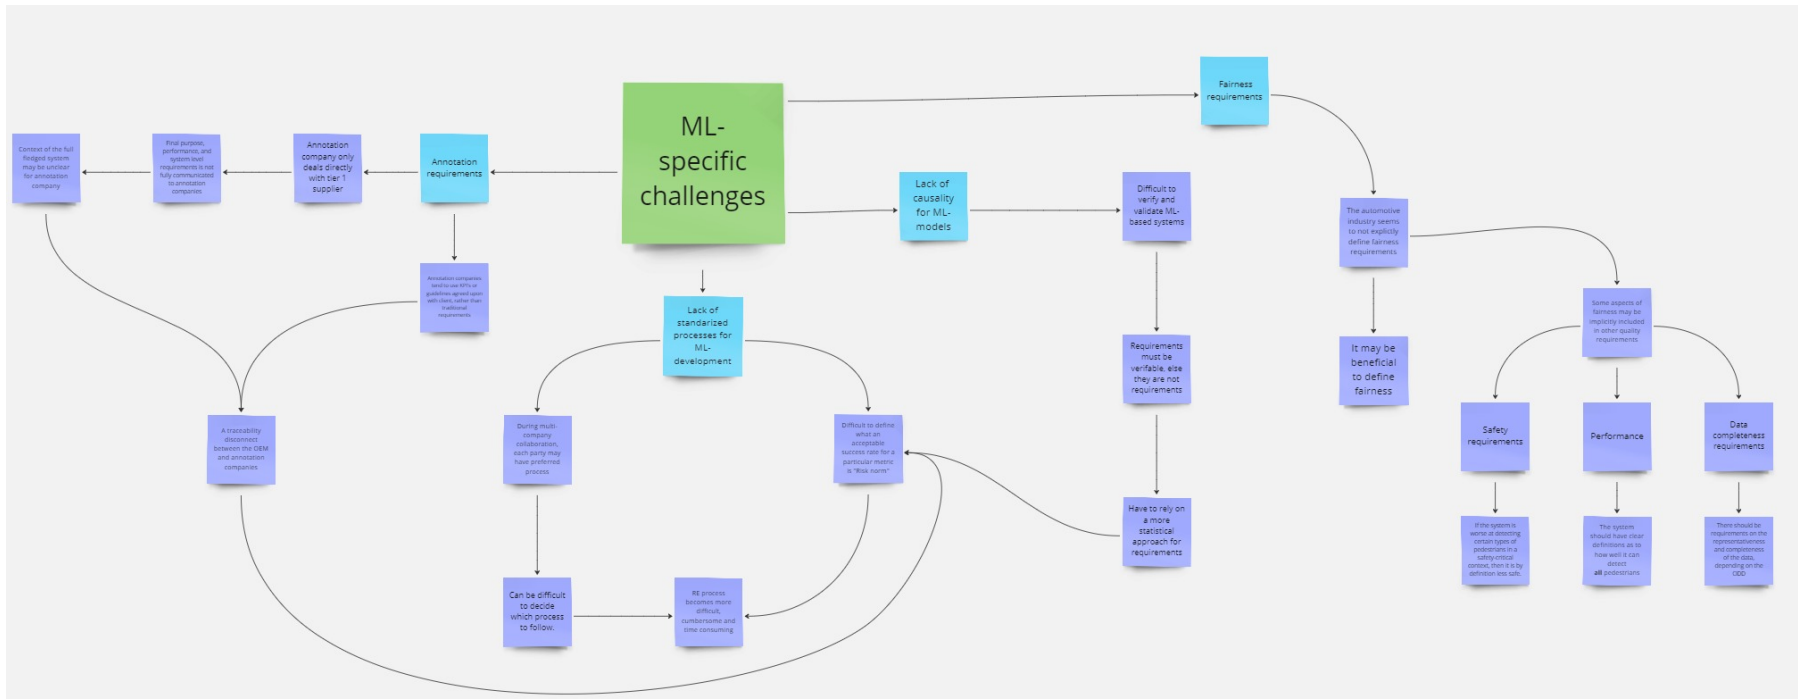 ML-
specific
challenges
Fairness
requirements
Annotation
requirements
Annotation
company only
deals directly
with tier 1
supplier
Final purpose,
performance, and
system level
requirements is not
fully communicated
to annotation
companies
Context of the full
fledged system
may be unclear
for annotation
company
Annotation companies
tend to use KPI's or
guidelines agreed upon
with client, rather than
traditional
requirements
A traceability
disconnect
between the OEM
and annotation
companies
Lack of
standarized
processes for
ML-
development
During multi-
company
collaboration,
each party may
have preferred
process
Can be difficult
to decide
which process
to follow.
RE process
becomes more
difficult,
cumbersome and
time consuming
Difficult to define
what an
acceptable
success rate for a
particular metric
is "Risk norm"
Lack of
causality
for ML-
models
Difficult to
verify and
validate ML-
based systems
Requirements
must be
verifable, else
they are not
requirements
Have to rely on
a more
statistical
approach for
requirements
The automotive
industry seems
to not explictly
define fairness
requirements
It may be
beneficial
to define
fairness
Some aspects of
fairness may be
implicitly included
in other quality
requirements
Safety
requirements
Performance
Data
completeness
requirements
If the system is
worse at detecting
certain types of
pedestrians in a
safety-critical
context, then it is by
definition less safe.
The system
should have clear
definitions as to
how well it can
detect
all pedestrians
There should be
requirements on the
representativeness
and completeness
of the data,
depending on the
ODD